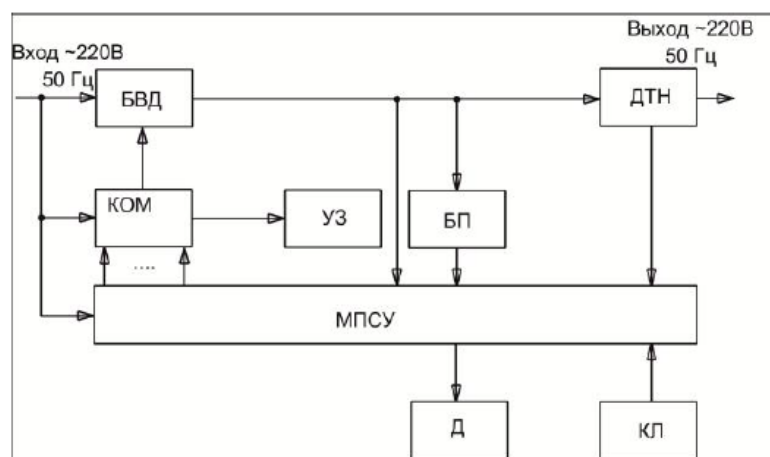 Вход ~220В
50 Гц
Выход ~220В
50 Гц
БВД
ДТН
КОМ
УЗ
БП
....
МПСУ
Д
КЛ